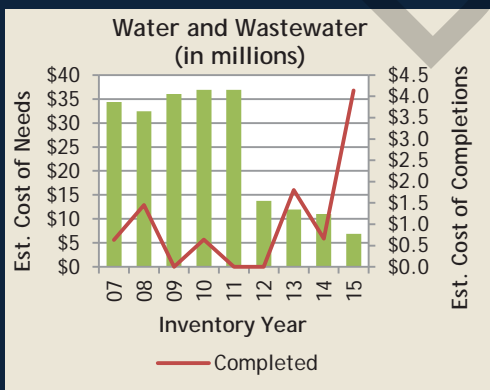 Water and Wastewater
(in millions)
Est. Cost of Needs
$40
$35
$30
$25
$20
$15
$10
$5
$0
$4.5
$4.0
$3.5
$3.0
$2.5
$2.0
$1.5
$1.0
$0.5
$0.0
Est. Cost of Completions
07 08 09 10 11 12 13 14 15
Inventory Year
Completed